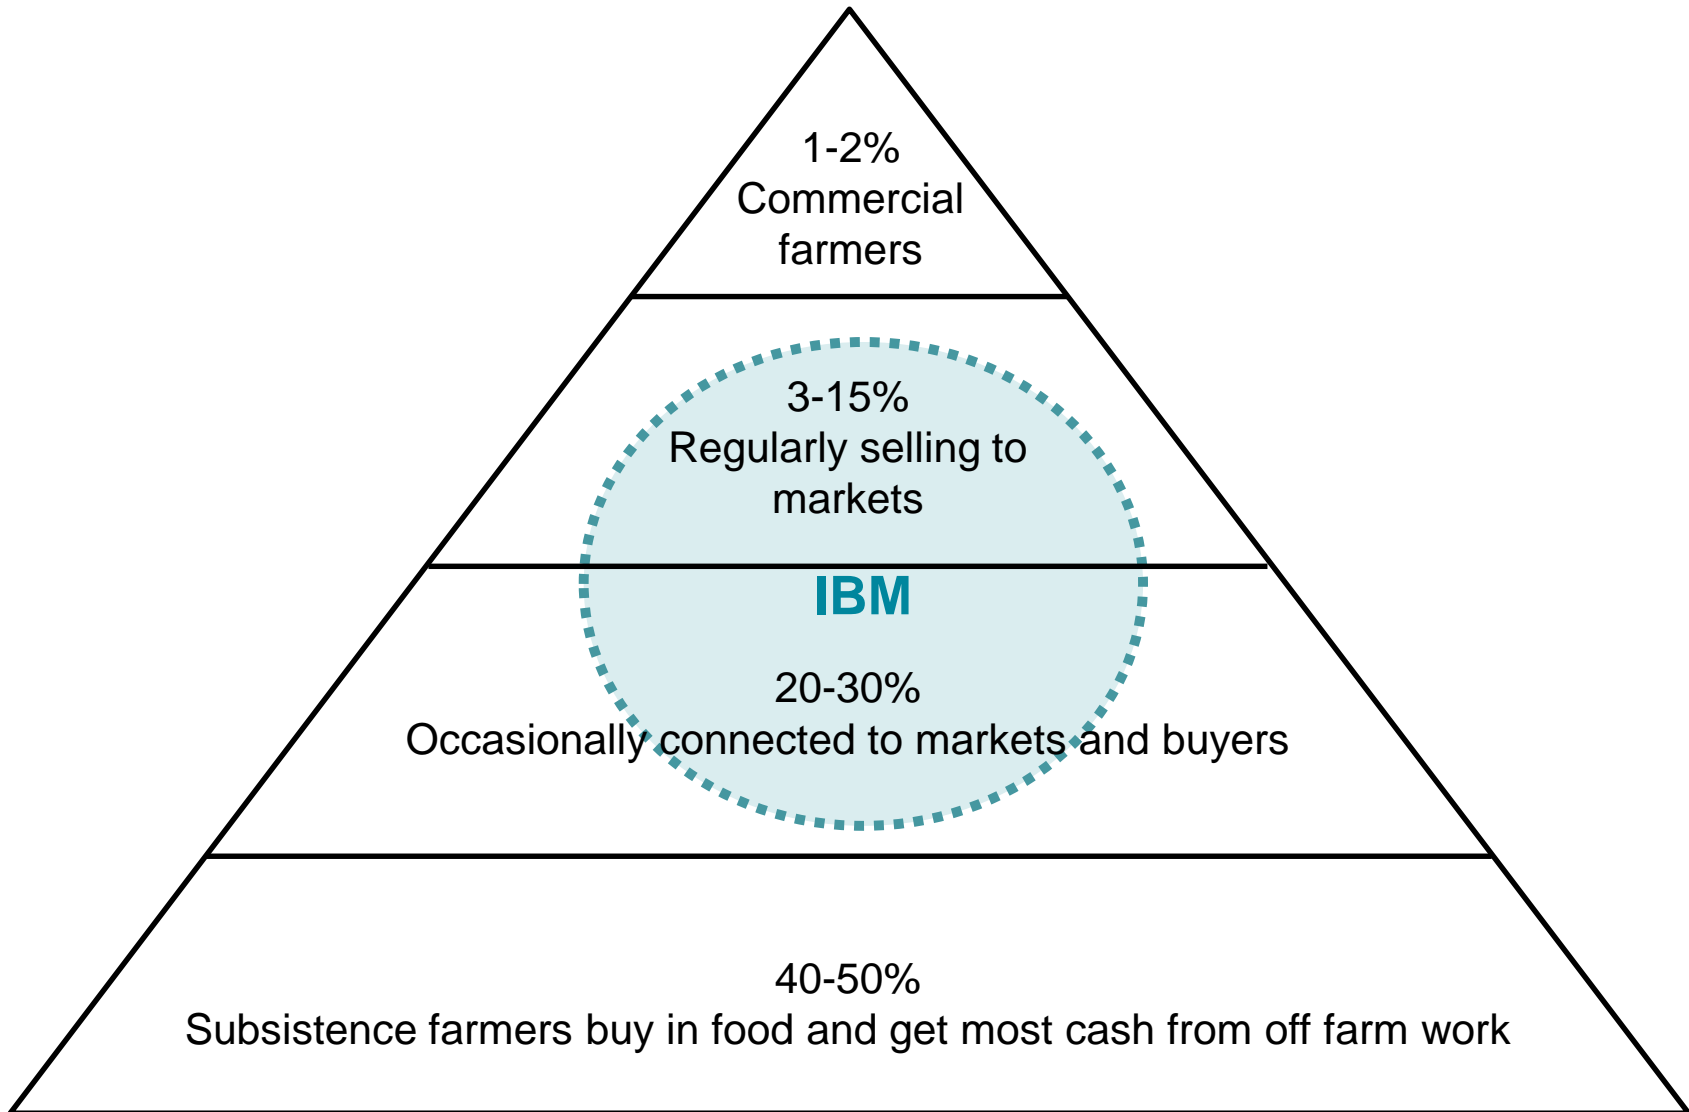 1-2%
Commercial
farmers
3-15%
Regularly selling to
markets
IBM
20-30%
Occasionally connected to markets and buyers
40-50%
Subsistence farmers buy in food and get most cash from off farm work